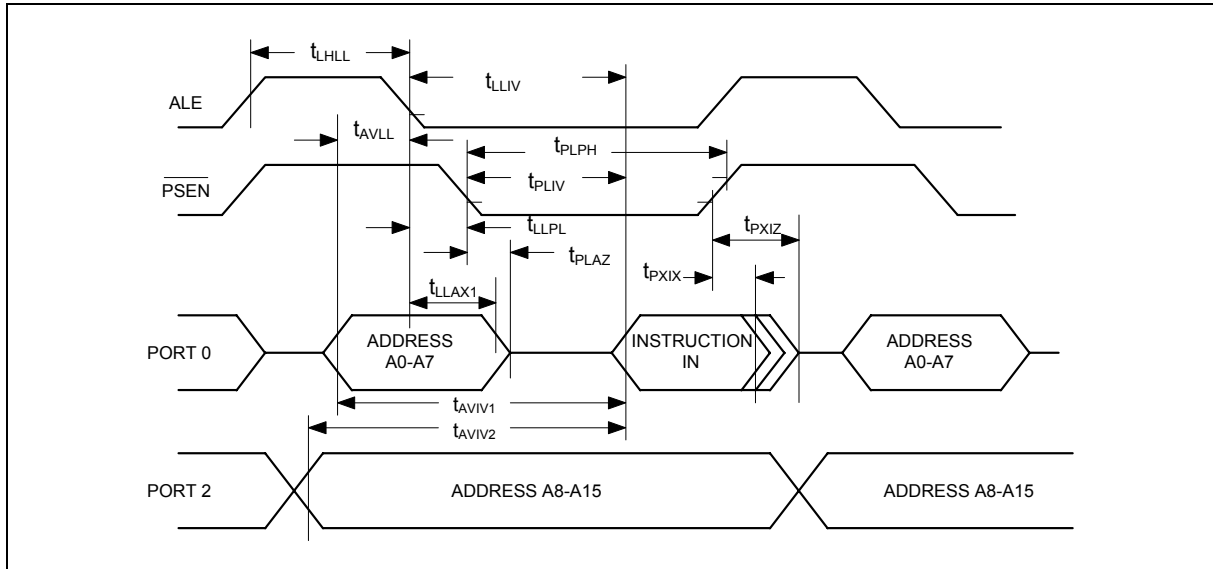 tLHLL
tLLIV
ALE
tAVLL
tPLPH
PSEN
tPLIV
tLLPL
tPXIZ
tPLAZ
tPXIX
tLLAX1
PORT 0
ADDRESS
A0-A7
INSTRUCTION
IN
ADDRESS
A0-A7
tAVIV1
tAVIV2
PORT 2
ADDRESS A8-A15
ADDRESS A8-A15